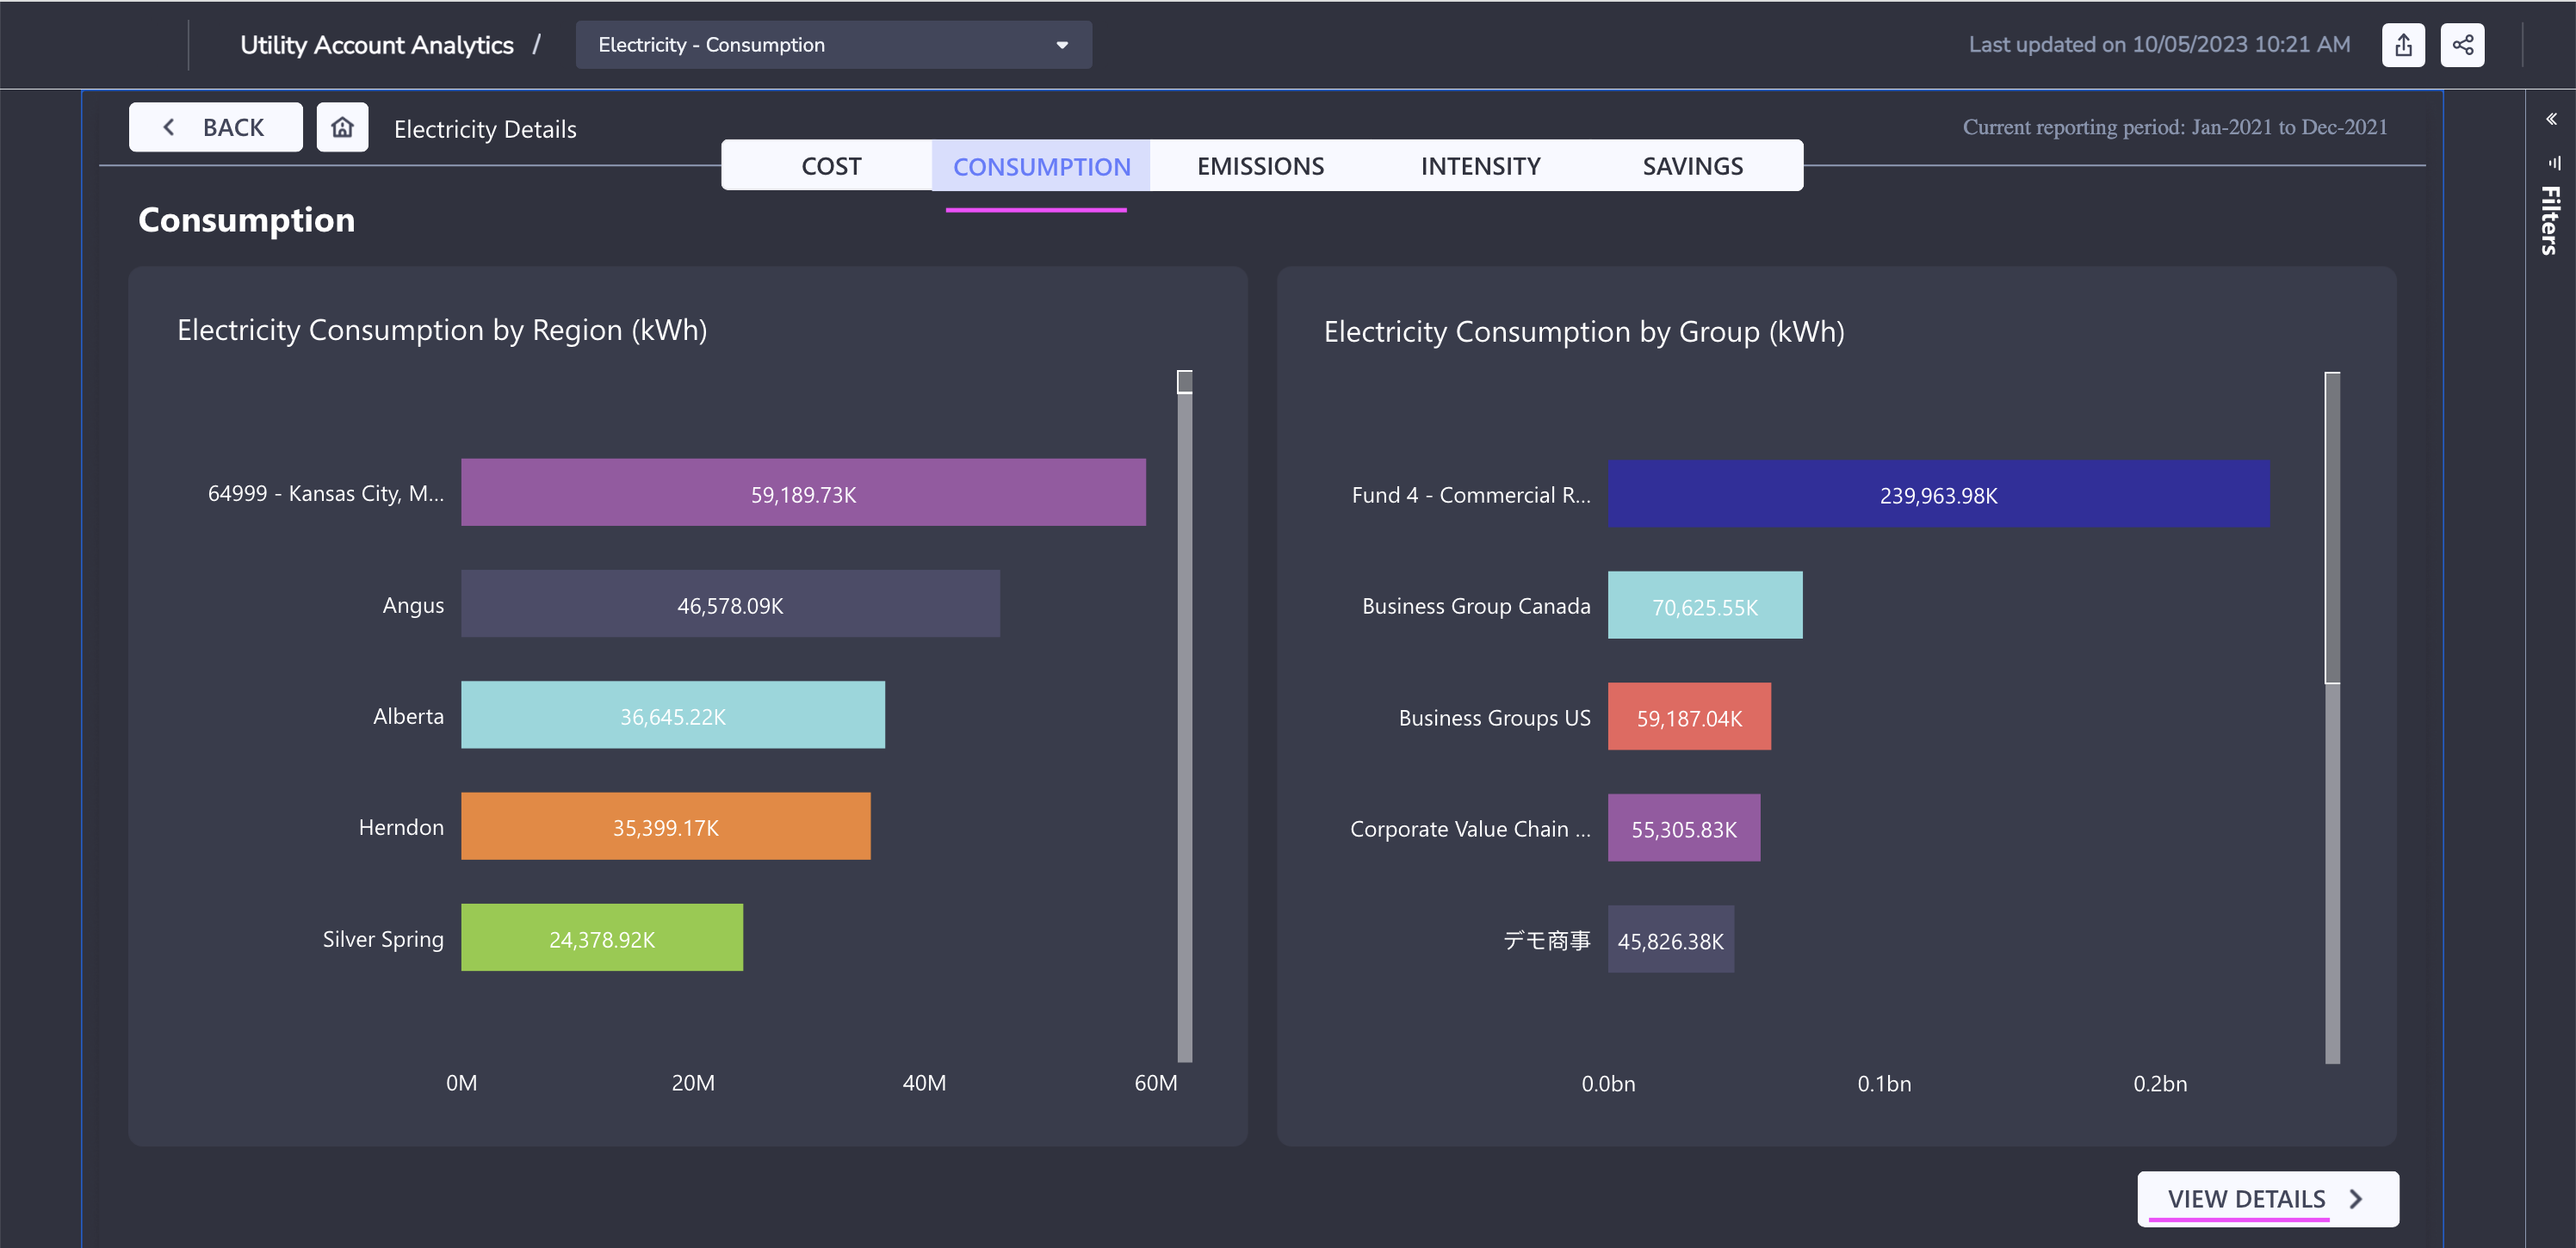 Utility Account Analytics /
Electricity - Consumption
Last updated on 10/05/2023 10:21 AM
BACK
Electricity Details
Current reporting period: Jan-2021 to Dec-2021
COST
CONSUMPTION
EMISSIONS
INTENSITY
SAVINGS
Filters
Consumption
Electricity Consumption by Region (kWh)
64999 - Kansas City, M...
59,189.73K
Angus
46,578.09K
Alberta
36,645.22K
Herndon
35,399.17K
Silver Spring
24,378.92K
0M
20M
40M
60M
Electricity Consumption by Group (kWh)
Fund 4 - Commercial R...
239,963.98K
Business Group Canada
70,625.55K
Business Groups US
59,187.04K
Corporate Value Chain ...
55,305.83K
デモ商事
45,826.38K
0.0bn
0.1bn
0.2bn
VIEW DETAILS